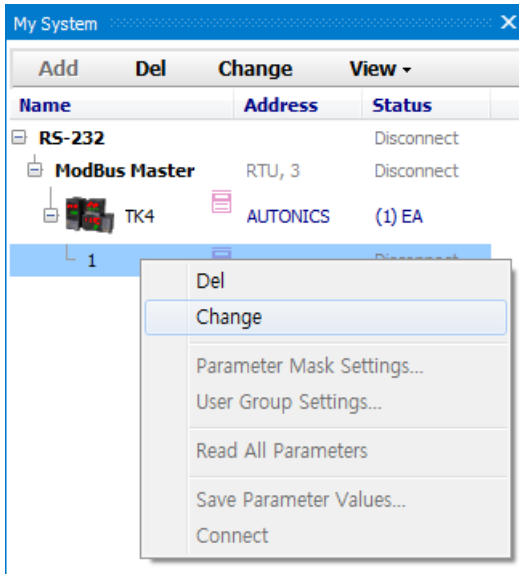 My System
Add Del Change View
Name Address Status
RS-232 Disconnect
ModBus Master RTU, 3 Disconnect
TK4 AUTONICS (1) EA
1 Disconnect
Del
Change
Parameter Mask Settings...
User Group Settings...
Read All Parameters
Save Parameter Values...
Connect